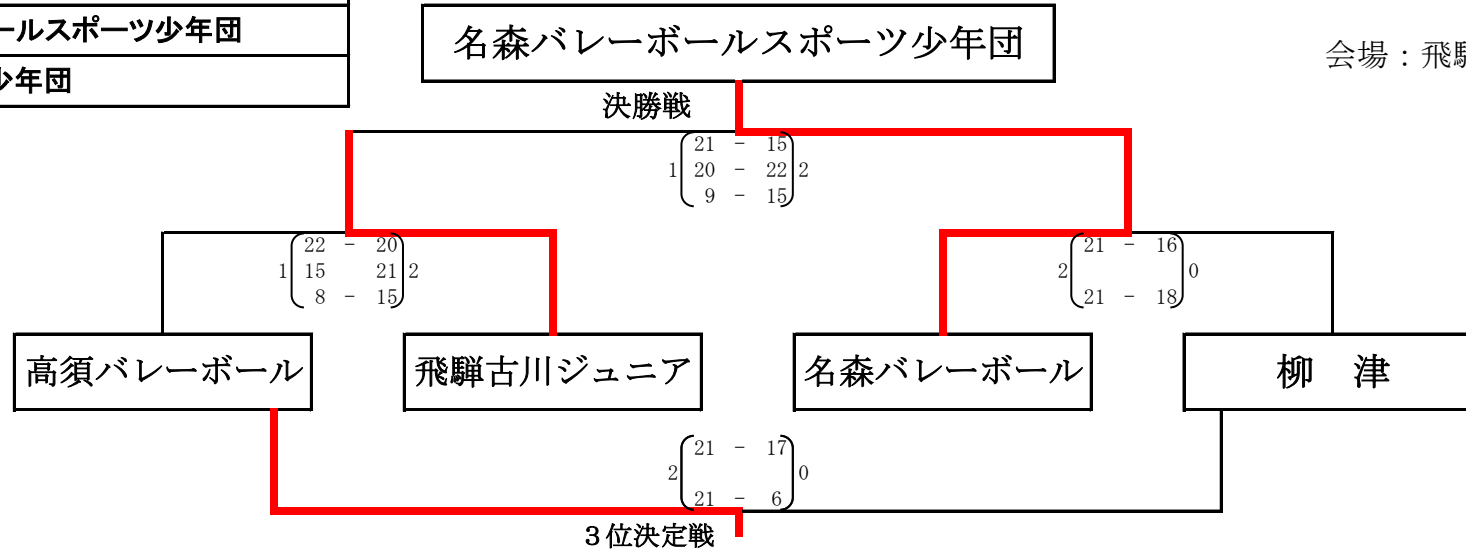 ールスポーツ少年団
少年団
名森バレーボールスポーツ少年団
会場：飛騨
決勝戦
21 - 15
1 20 - 22 2
9 - 15
22 - 20
1 15 21 2
8 - 15
21 - 16
2 0
21 - 18
高須バレーボール
飛騨古川ジュニア
名森バレーボール
柳 津
21 - 17
2 0
21 - 6
３位決定戦